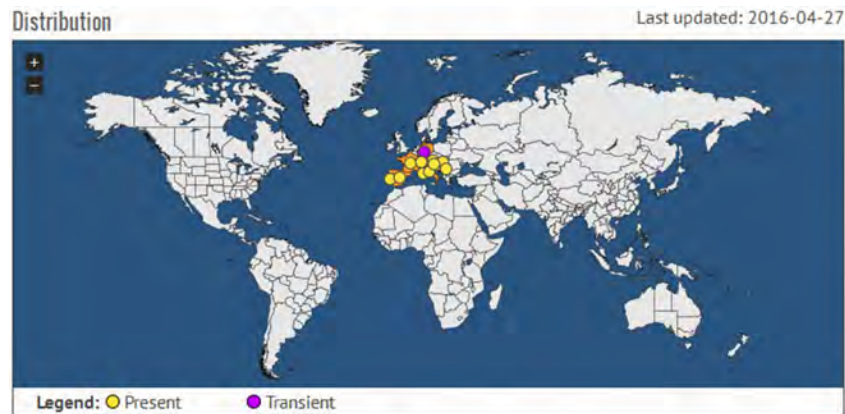 Distribution
Last updated: 2016-04-27
+
−
Legend: Present Transient